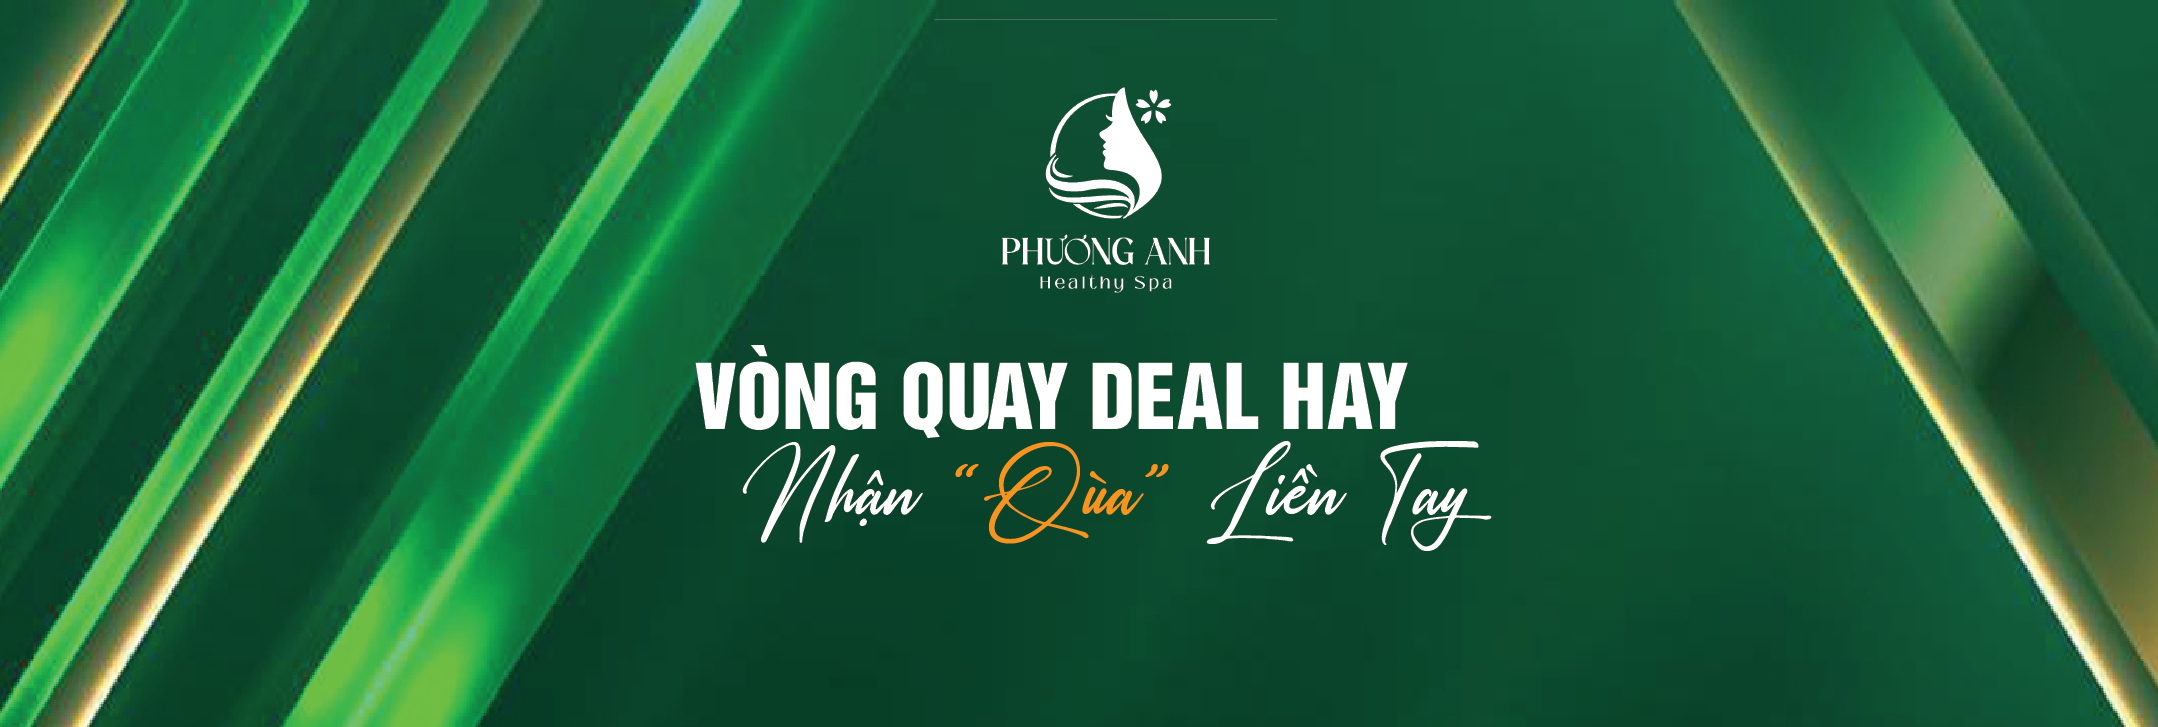 PHƯƠNG ANH
Healthy Spa
VÒNG QUAY DEAL HAY
Nhận “Qùa” Liền Tay